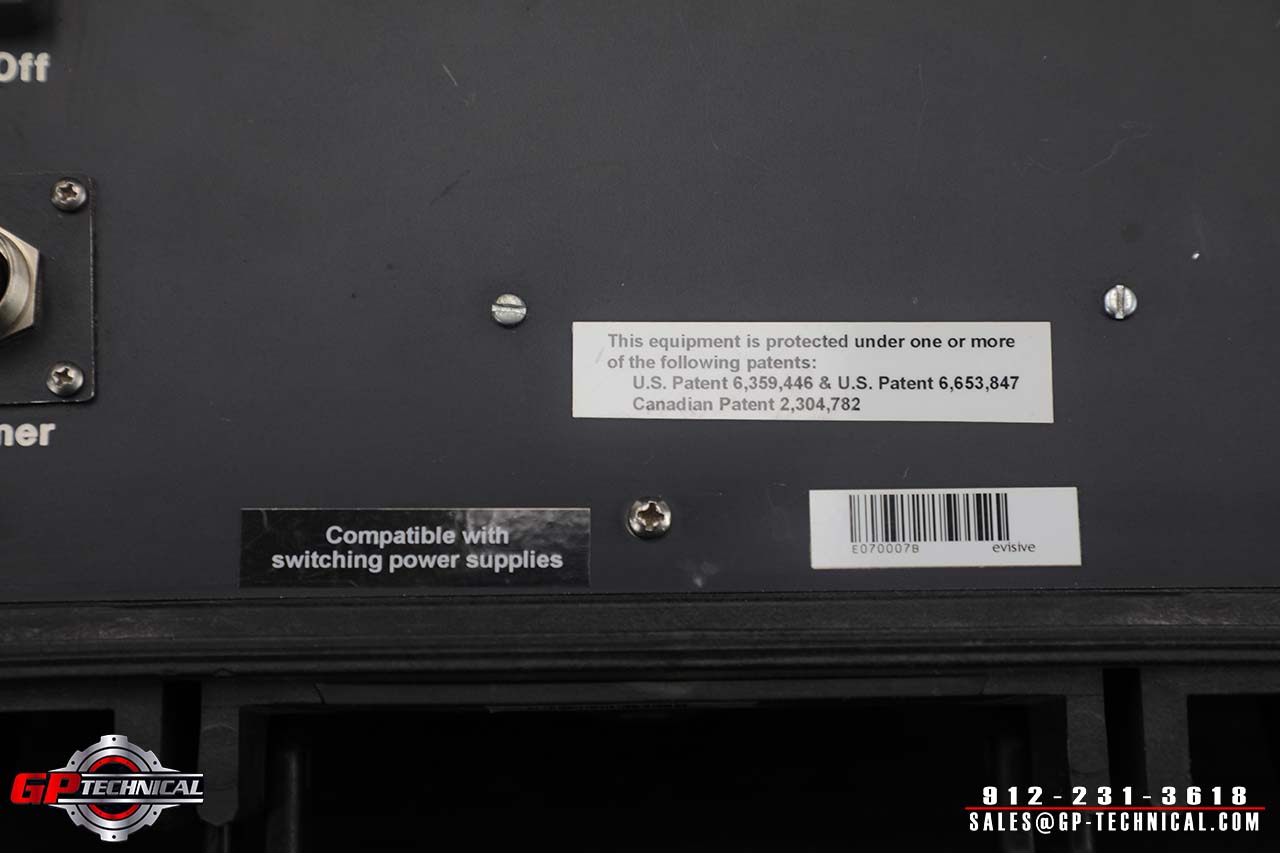 Off
mer
This equipment is protected under one or more
of the following patents:
U.S. Patent 6,359,446 & U.S. Patent 6,653,847
Canadian Patent 2,304,782
Compatible with
switching power supplies
E070007B evisive
GP TECHNICAL
912-231-3618
SALES@GP-TECHNICAL.COM